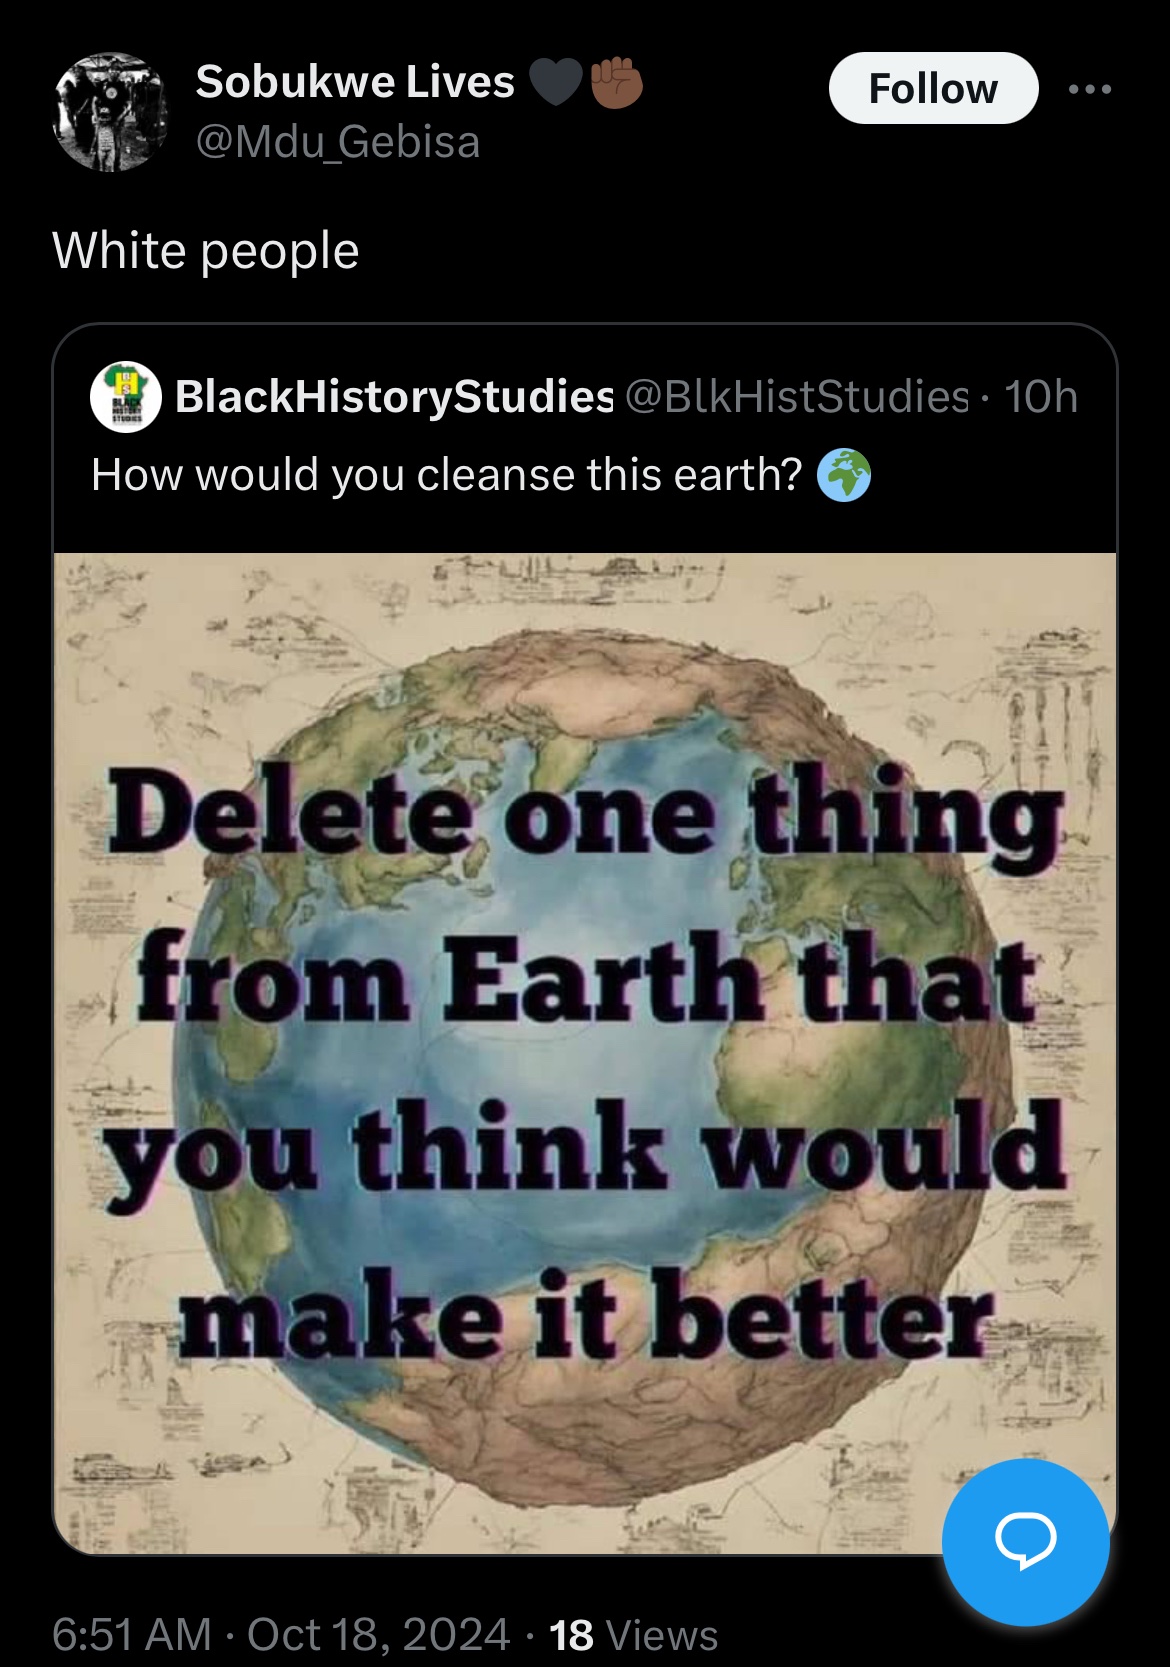 Sobukwe Lives 🖤✊🏾
Follow
@Mdu_Gebisa
White people
BlackHistoryStudies @BlkHistStudies · 10h
How would you cleanse this earth? 🌍
Delete one thing
from Earth that
you think would
make it better
6:51 AM · Oct 18, 2024 · 18 Views